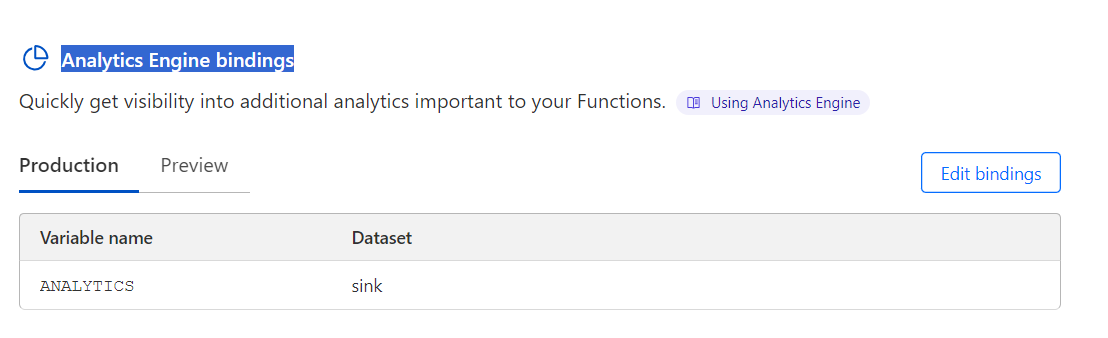 Analytics Engine bindings
Quickly get visibility into additional analytics important to your Functions. Using Analytics Engine
Production Preview Edit bindings
Variable name Dataset
ANALYTICS sink